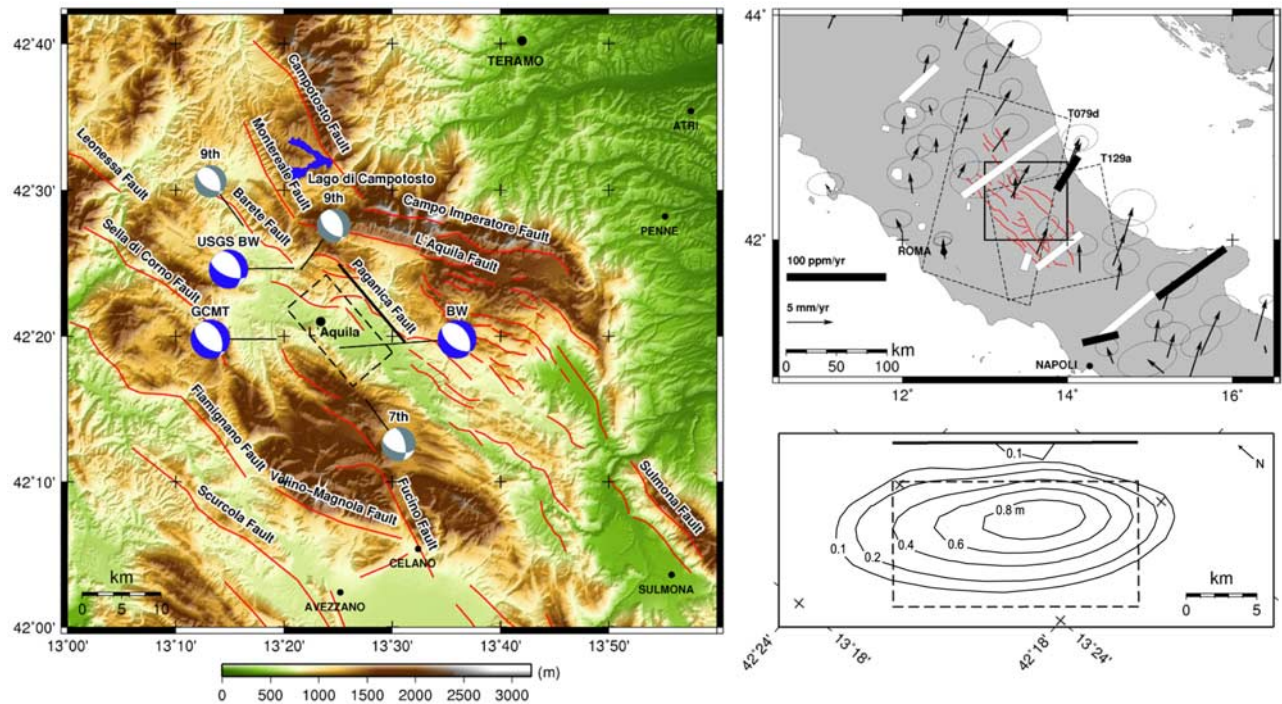 42˚40'
42˚30'
42˚20'
42˚10'
42˚00'
13˚00'
13˚10'
13˚20'
13˚30'
13˚40'
13˚50'
TERAMO
ATRI
PENNE
Campotosto Fault
Montereale Fault
Leonessa Fault
9th
Lago di Campotosto
9th
Barete Fault
Campo Imperatore Fault
USGS BW
L'Aquila Fault
Sella di Corno Fault
Paganica Fault
GCMT
L'Aquila
BW
7th
Fiamignano Fault
Velino-Magnola Fault
Fucino Fault
Sulmona Fault
Scurcola Fault
CELANO
AVEZZANO
SULMONA
km
0 5 10
(m)
0 500 1000 1500 2000 2500 3000
44˚
42˚
T079d
T129a
ROMA
100 ppm/yr
5 mm/yr
km
0 50 100
NAPOLI
12˚ 14˚ 16˚
0.1
N
0.8 m
0.6
0.4
0.2
0.1
km
0 5
42˚24'
13˚18'
42˚18'
13˚24'